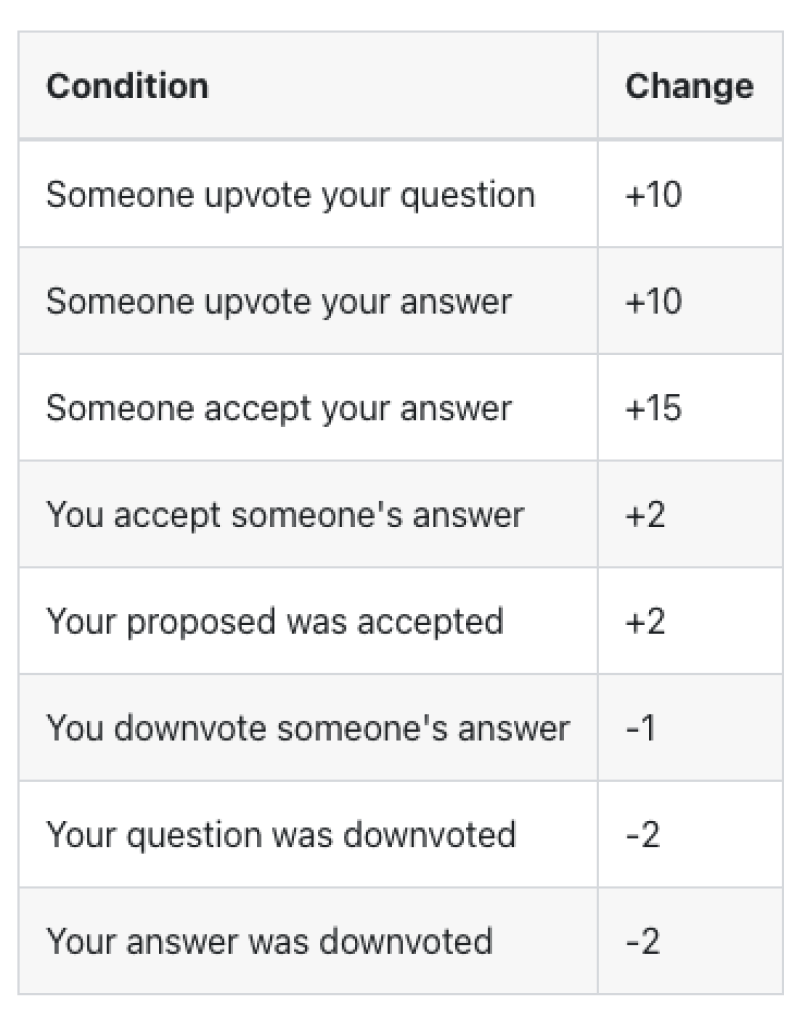 Condition Change
Someone upvote your question +10
Someone upvote your answer +10
Someone accept your answer +15
You accept someone's answer +2
Your proposed was accepted +2
You downvote someone's answer -1
Your question was downvoted -2
Your answer was downvoted -2